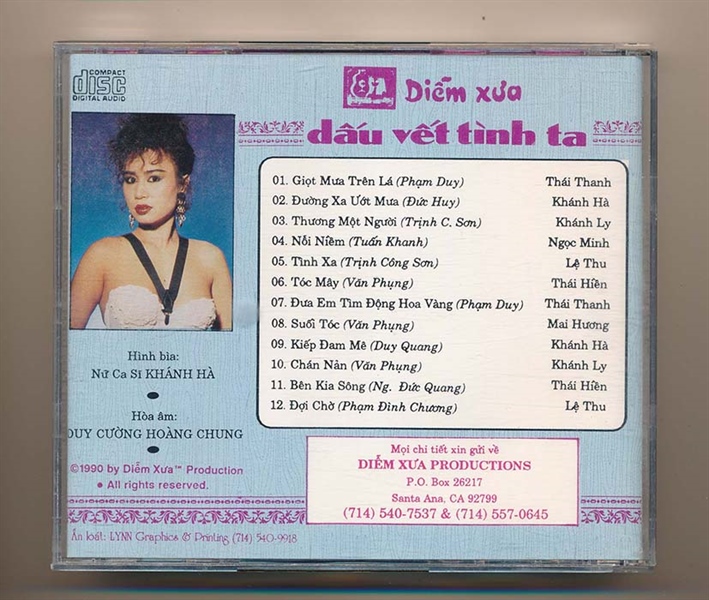 COMPACT
disc
DIGITAL AUDIO
Diễm xưa
dấu vết tình ta
01. Giọt Mưa Trên Lá (Phạm Duy) Thái Thanh
02. Đường Xa Ướt Mưa (Đức Huy) Khánh Hà
03. Thương Một Người (Trịnh C. Sơn) Khánh Ly
04. Nỗi Niềm (Tuấn Khanh) Ngọc Minh
05. Tình Xa (Trịnh Công Sơn) Lệ Thu
06. Tóc Mây (Văn Phụng) Thái Hiền
07. Đưa Em Tìm Động Hoa Vàng (Phạm Duy) Thái Thanh
08. Suối Tóc (Văn Phụng) Mai Hương
09. Kiếp Đam Mê (Duy Quang) Khánh Hà
10. Chán Nản (Văn Phụng) Khánh Ly
11. Bên Kia Sông (Ng. Đức Quang) Thái Hiền
12. Đợi Chờ (Phạm Đình Chương) Lệ Thu
Hình bìa:
Nữ Ca Sĩ KHÁNH HÀ
Hòa âm:
DUY CƯỜNG HOÀNG CHUNG
©1990 by Diễm Xưa™ Production
• All rights reserved.
Mọi chi tiết xin gửi về
DIỄM XƯA PRODUCTIONS
P.O. Box 26217
Santa Ana, CA 92799
(714) 540-7537 & (714) 557-0645
Ấn loát: LYNN Graphics & Printing (714) 540-9918